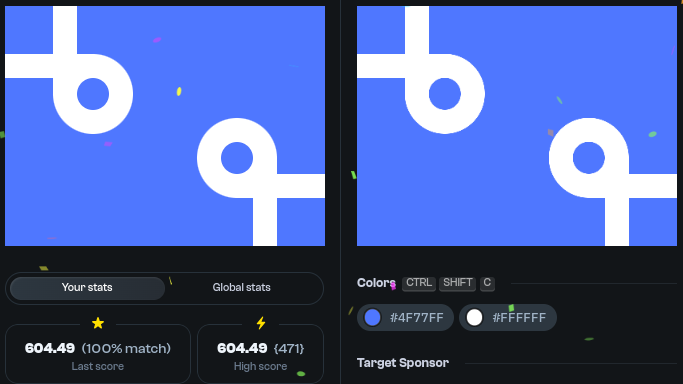 Your stats
Global stats
604.49 (100% match)
Last score
604.49 {471}
High score
Colors CTRL SHIFT C
#4F77FF
#FFFFFF
Target Sponsor